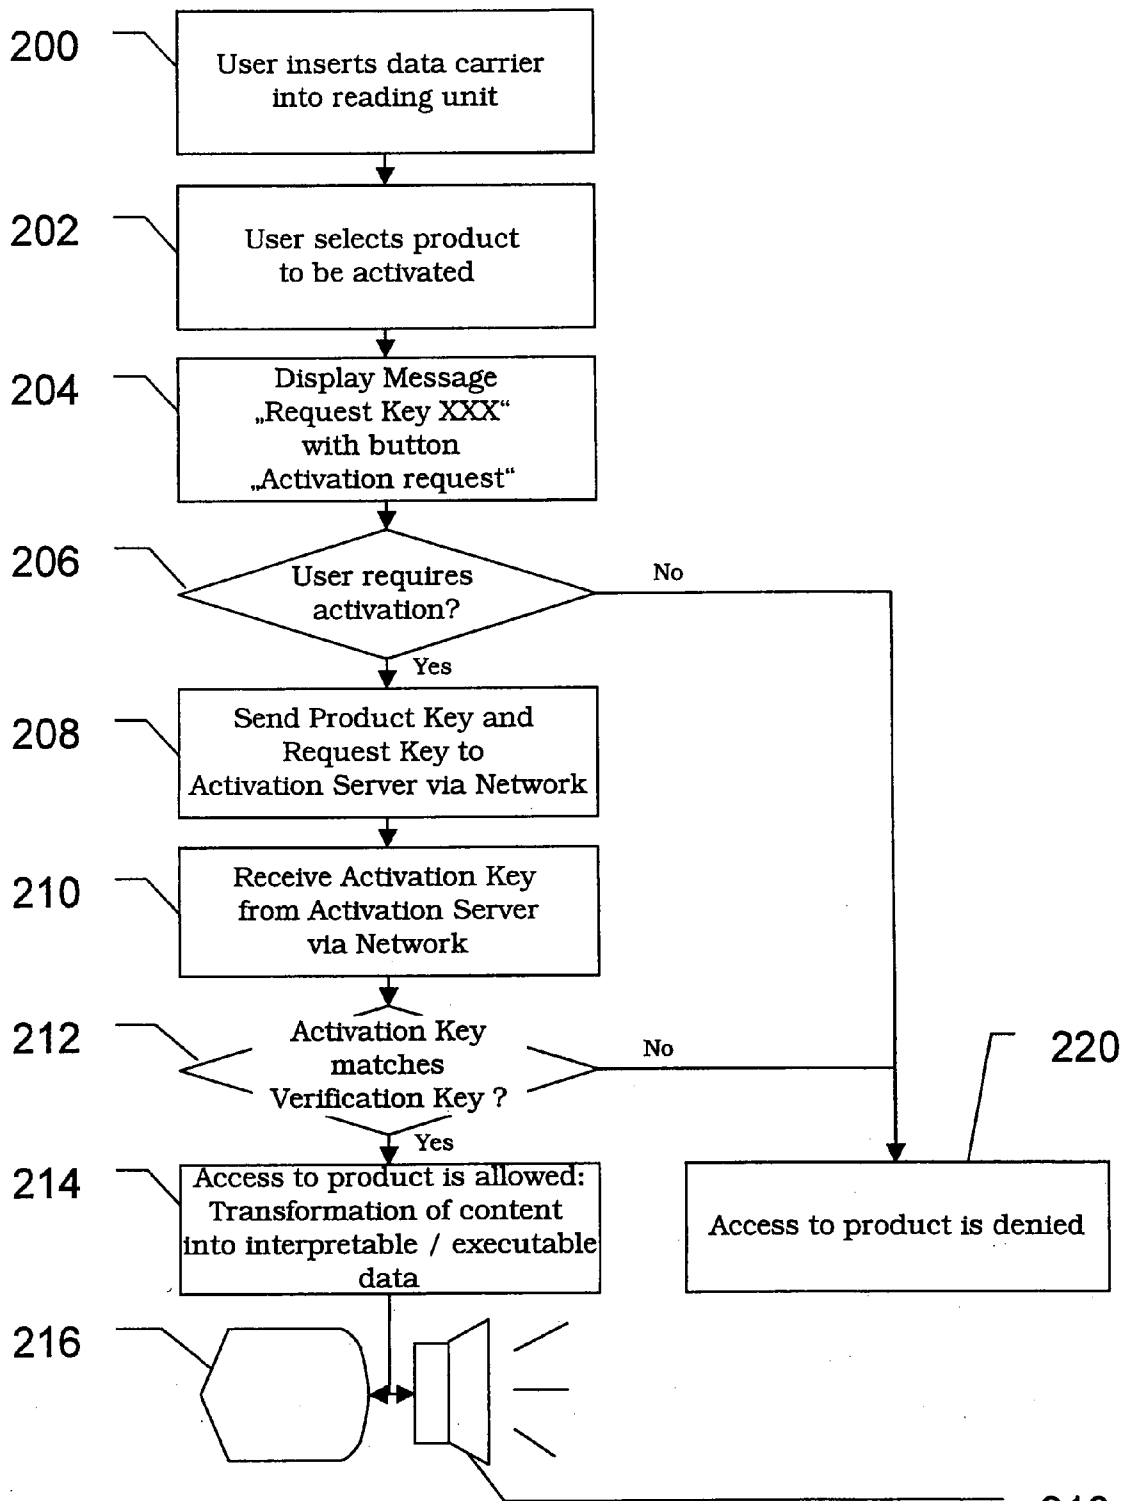 200
User inserts data carrier
into reading unit
202
User selects product
to be activated
204
Display Message
„Request Key XXX“
with button
„Activation request“
206
User requires
activation?
No
Yes
208
Send Product Key and
Request Key to
Activation Server via Network
210
Receive Activation Key
from Activation Server
via Network
212
Activation Key
matches
Verification Key ?
No
220
Yes
214
Access to product is allowed:
Transformation of content
into interpretable / executable
data
Access to product is denied
216